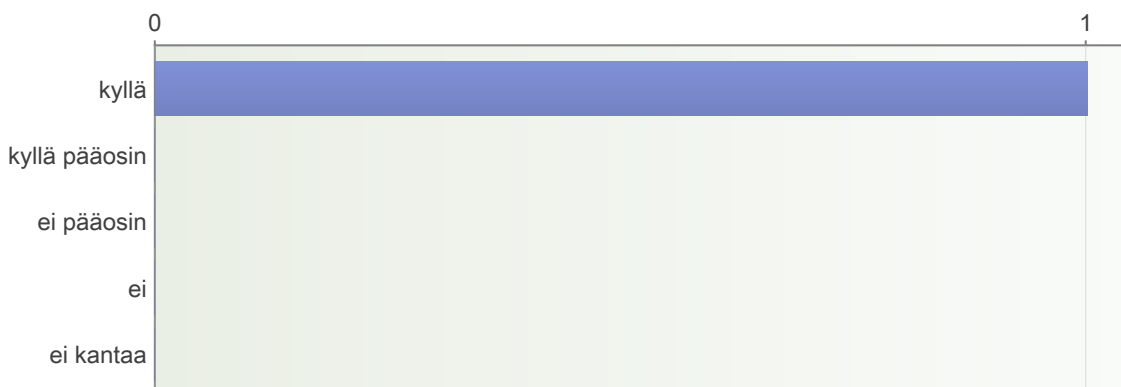 0 1
kyllä
kyllä pääosin
ei pääosin
ei
ei kantaa